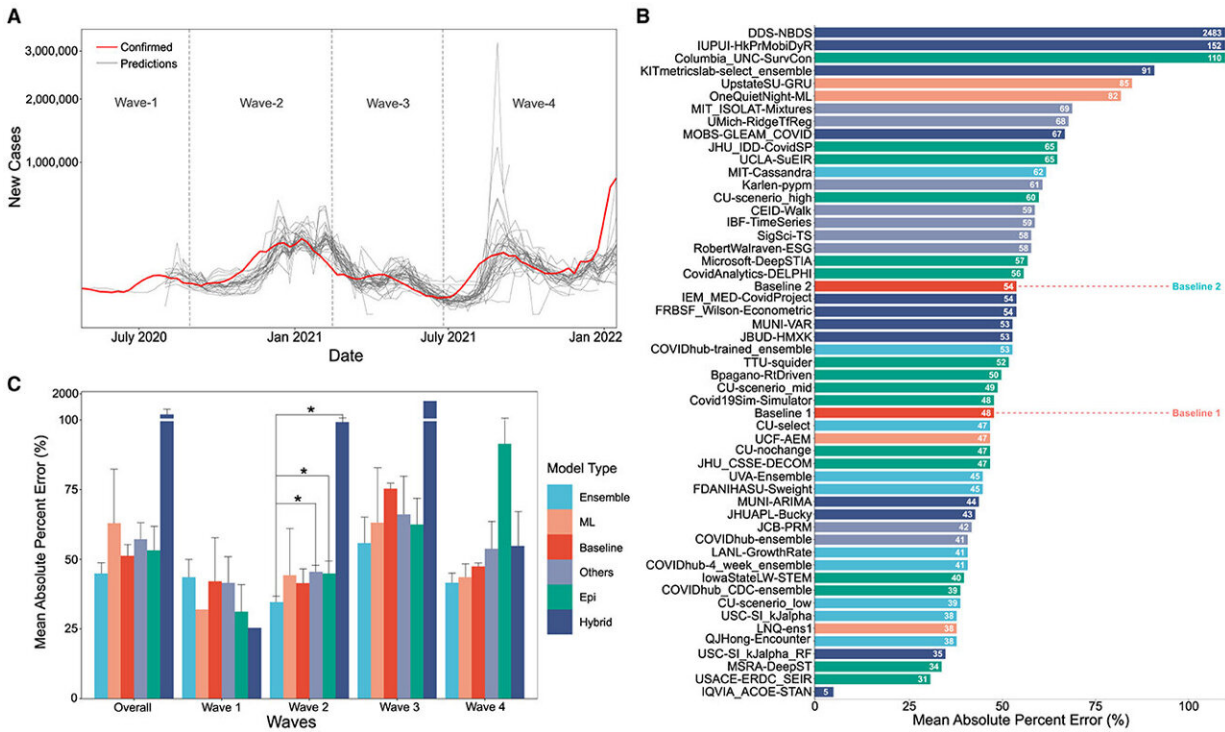 A
3,000,000
2,000,000
1,000,000
New Cases
Confirmed
Predictions
Wave-1
Wave-2
Wave-3
Wave-4
July 2020
Jan 2021
July 2021
Jan 2022
Date
B
DDS-NBDS 2483
IUPUI-HkPrMobiDyR 152
Columbia_UNC-SurvCon 110
KITmetricslab-select_ensemble 91
UpstateSU-GRU 85
OneQuietNight-ML 82
MIT_ISOLAT-Mixtures 69
UMich-RidgeTfReg 68
MOBS-GLEAM_COVID 67
JHU_IDD-CovidSP 65
UCLA-SuEIR 65
MIT-Cassandra 62
Karlen-pypm 61
CU-scenerio_high 60
CEID-Walk 59
IBF-TimeSeries 59
SigSci-TS 58
RobertWalraven-ESG 58
Microsoft-DeepSTIA 57
CovidAnalytics-DELPHI 56
Baseline 2 54 Baseline 2
IEM_MED-CovidProject 54
FRBSF_Wilson-Econometric 54
MUNI-VAR 53
JBUD-HMXK 53
COVIDhub-trained_ensemble 53
TTU-squider 52
Bpagano-RtDriven 50
CU-scenerio_mid 49
Covid19Sim-Simulator 48
Baseline 1 48 Baseline 1
CU-select 47
UCF-AEM 47
CU-nochange 47
JHU_CSSE-DECOM 47
UVA-Ensemble 45
FDANIHASU-Sweight 45
MUNI-ARIMA 44
JHUAPL-Bucky 43
JCB-PRM 42
COVIDhub-ensemble 41
LANL-GrowthRate 41
COVIDhub-4_week_ensemble 41
IowaStateLW-STEM 40
COVIDhub_CDC-ensemble 39
CU-scenerio_low 39
USC-SI_kJalpha 38
LNQ-ens1 38
QJHong-Encounter 38
USC-SI_kJalpha_RF 35
MSRA-DeepST 34
USACE-ERDC_SEIR 31
IQVIA_ACOE-STAN 5
0 25 50 75 100
Mean Absolute Percent Error (%)
C
2000
100
75
50
25
0
Mean Absolute Percent Error (%)
*
*
*
Overall
Wave 1
Wave 2
Wave 3
Wave 4
Waves
Model Type
Ensemble
ML
Baseline
Others
Epi
Hybrid